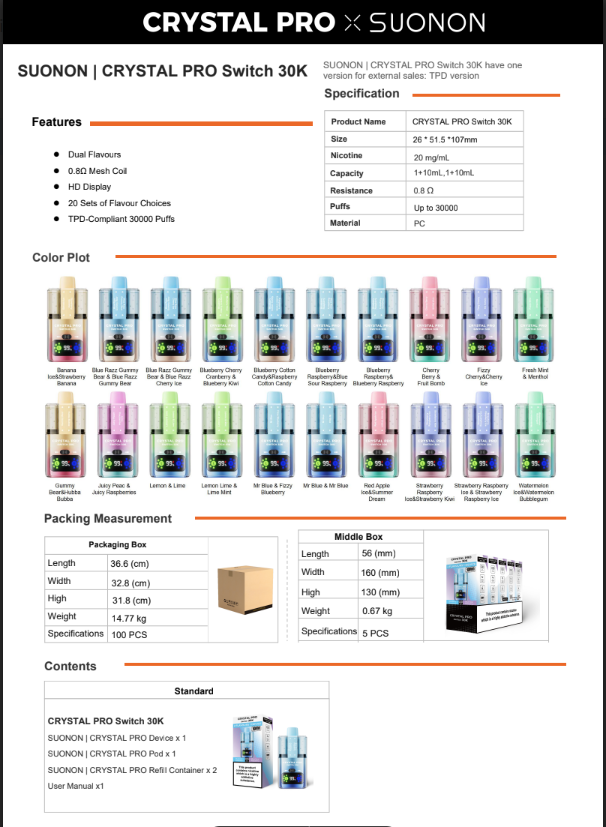 CRYSTAL PRO × SUONON
SUONON | CRYSTAL PRO Switch 30K
SUONON | CRYSTAL PRO Switch 30K have one
version for external sales: TPD version
Specification
Features
Dual Flavours
0.8Ω Mesh Coil
HD Display
20 Sets of Flavour Choices
TPD-Compliant 30000 Puffs
Product Name CRYSTAL PRO Switch 30K
Size 26 * 51.5 *107mm
Nicotine 20 mg/mL
Capacity 1+10mL,1+10mL
Resistance 0.8 Ω
Puffs Up to 30000
Material PC
Color Plot
Banana
Ice&Strawberry
Banana
Blue Razz Gummy
Bear & Blue Razz
Gummy Bear
Blue Razz Gummy
Bear & Blue Razz
Cherry Ice
Blueberry Cherry
Cranberry &
Blueberry Kiwi
Blueberry Cotton
Candy&Raspberry
Cotton Candy
Blueberry
Raspberry&Blue
Sour Raspberry
Blueberry
Raspberry&
Blueberry Raspberry
Cherry
Berry &
Fruit Bomb
Fizzy
Cherry&Cherry
Ice
Fresh Mint
& Menthol
Gummy
Bear&Hubba
Bubba
Juicy Peac &
Juicy Raspberries
Lemon & Lime
Lemon Lime &
Lime Mint
Mr Blue & Fzzy
Blueberry
Mr Blue & Mr Blue
Red Apple
Ice&Summer
Dream
Strawberry
Raspberry
Ice&Strawberry Kiwi
Strawberry Raspberry
Ice & Strawberry
Raspberry Ice
Watermelon
Ice&Watermelon
Bubblegum
Packing Measurement
Packaging Box
Length 36.6 (cm)
Width 32.8 (cm)
High 31.8 (cm)
Weight 14.77 kg
Specifications 100 PCS
Middle Box
Length 56 (mm)
Width 160 (mm)
High 130 (mm)
Weight 0.67 kg
Specifications 5 PCS
Contents
Standard
CRYSTAL PRO Switch 30K
SUONON | CRYSTAL PRO Device x 1
SUONON | CRYSTAL PRO Pod x 1
SUONON | CRYSTAL PRO Refill Container x 2
User Manual x1